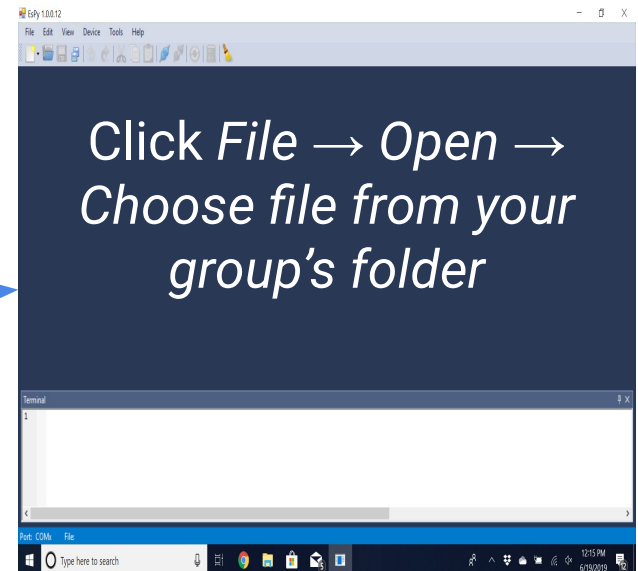 EsPy 1.0.0.12
File Edit View Device Tools Help
Click File → Open →
Choose file from your
group's folder
Terminal
1
Port: COMx File:
Type here to search
12:15 PM
6/19/2019